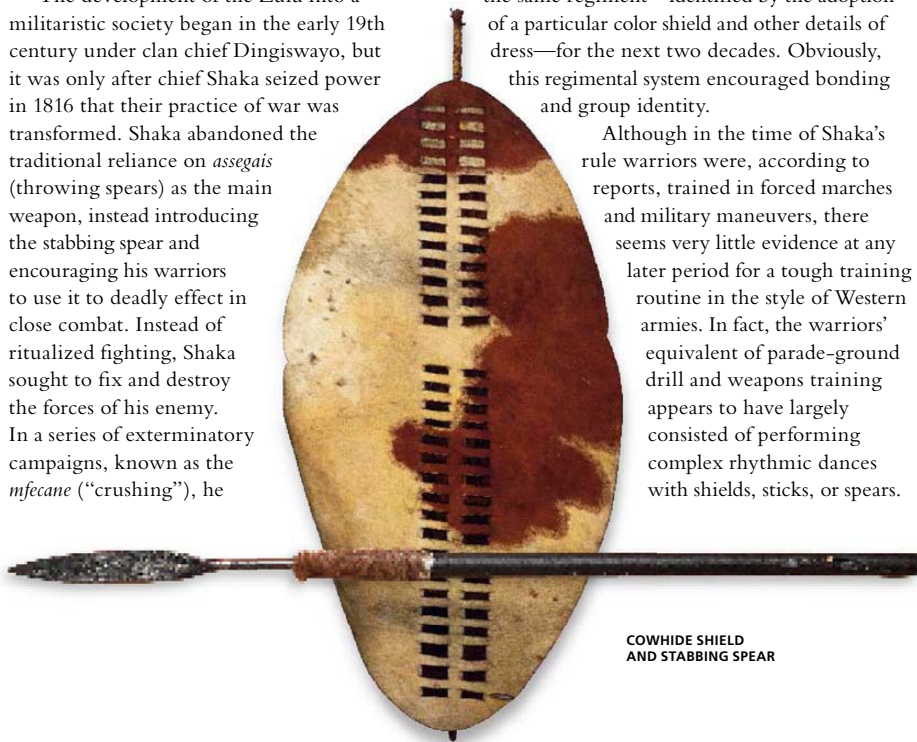 militaristic society began in the early 19th
century under clan chief Dingiswayo, but
it was only after chief Shaka seized power
in 1816 that their practice of war was
transformed. Shaka abandoned the
traditional reliance on assegais
(throwing spears) as the main
weapon, instead introducing
the stabbing spear and
encouraging his warriors
to use it to deadly effect in
close combat. Instead of
ritualized fighting, Shaka
sought to fix and destroy
the forces of his enemy.
In a series of exterminatory
campaigns, known as the
mfecane (“crushing”), he
of a particular color shield and other details of
dress—for the next two decades. Obviously,
this regimental system encouraged bonding
and group identity.
Although in the time of Shaka’s
rule warriors were, according to
reports, trained in forced marches
and military maneuvers, there
seems very little evidence at any
later period for a tough training
routine in the style of Western
armies. In fact, the warriors’
equivalent of parade-ground
drill and weapons training
appears to have largely
consisted of performing
complex rhythmic dances
with shields, sticks, or spears.
COWHIDE SHIELD
AND STABBING SPEAR